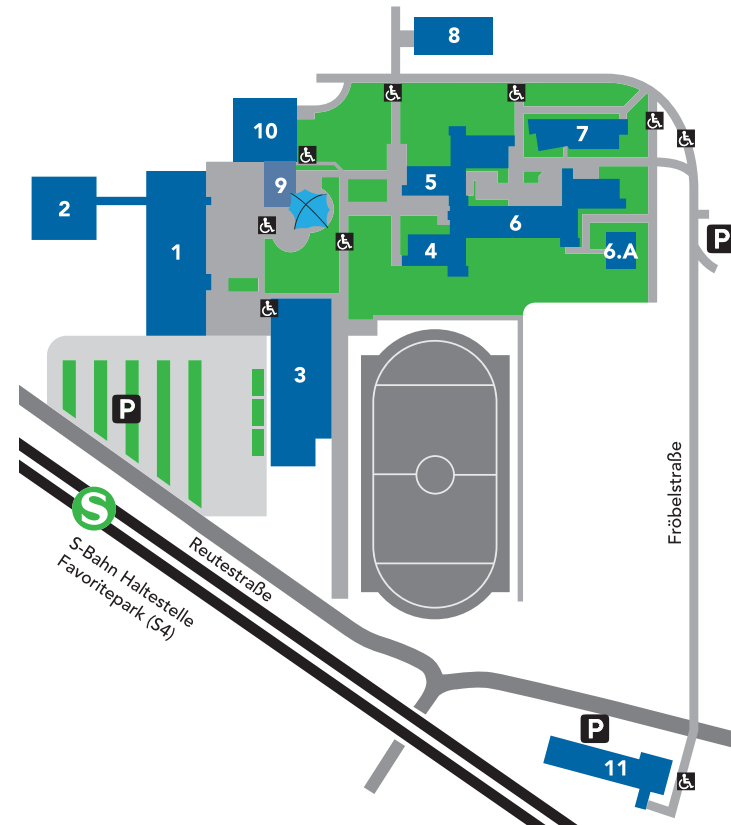 8
10
7
5
9
2
6
1
4
6.A
P
3
P
Fröbelstraße
S
S-Bahn Haltestelle
Favoritepark (S4)
Reutestraße
P
11